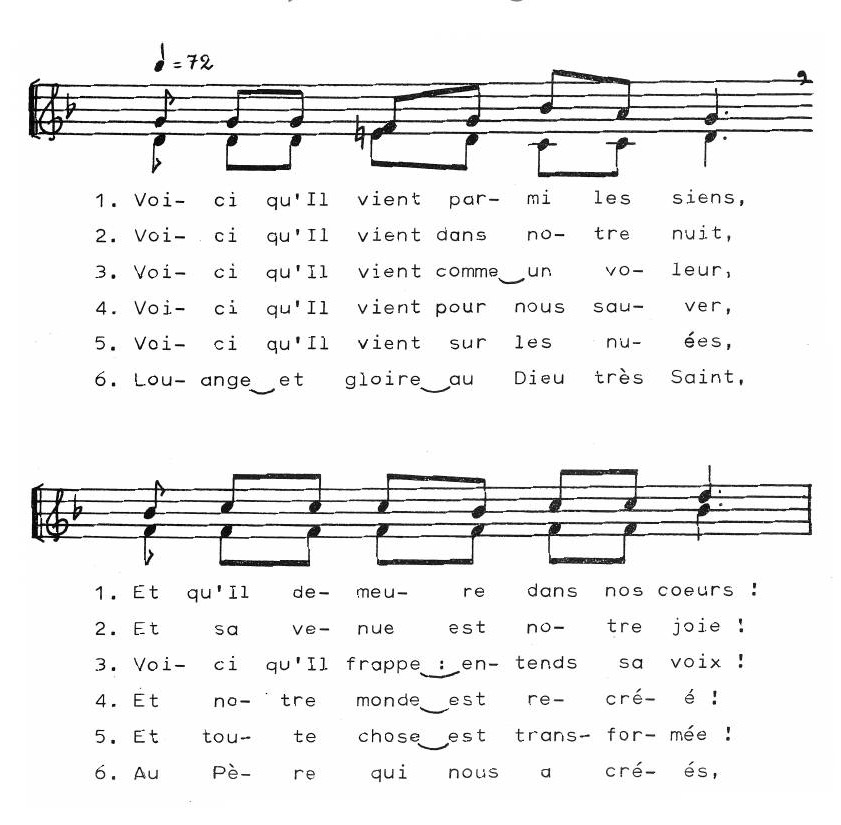 = 72
1. Voi- ci qu'Il vient par- mi les siens,
2. Voi- ci qu'Il vient dans no- tre nuit,
3. Voi- ci qu'Il vient comme‿un vo- leur,
4. Voi- ci qu'Il vient pour nous sau- ver,
5. Voi- ci qu'Il vient sur les nu- ées,
6. Lou- ange‿et gloire‿au Dieu très Saint,
1. Et qu'Il de- meu- re dans nos coeurs !
2. Et sa ve- nue est no- tre joie !
3. Voi- ci qu'Il frappe‿:‿en- tends sa voix !
4. Et no- tre monde‿est re- cré- é !
5. Et tou- te chose‿est trans- for- mée !
6. Au Pè- re qui nous a cré- és,